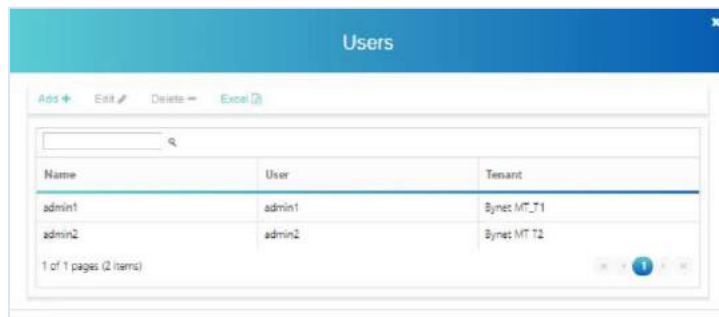 Users
Add + Edit Delete - Excel
Name User Tenant
admin1 admin1 Bynet MT_T1
admin2 admin2 Bynet MT T2
1 of 1 pages (2 items) 1